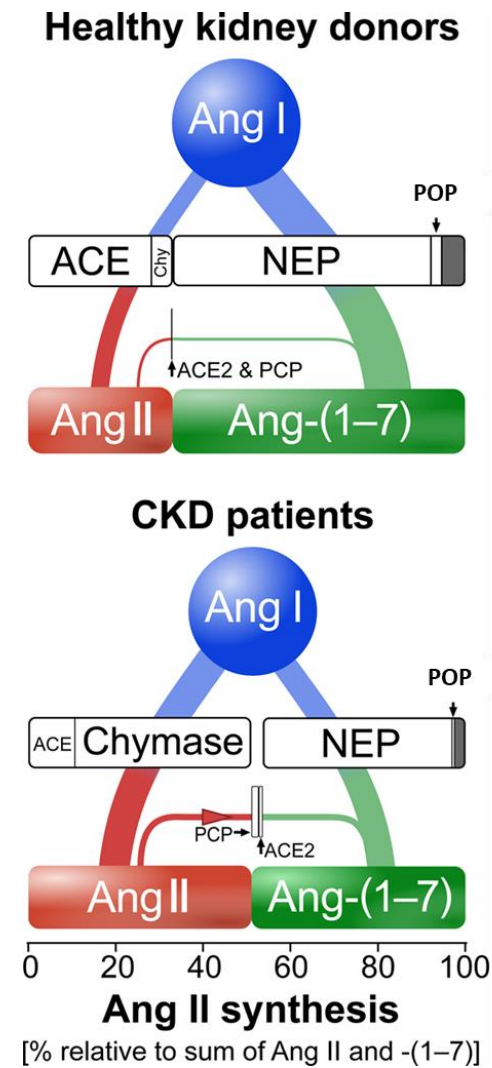 Healthy kidney donors
Ang I
POP
ACE Chy NEP
ACE2 & PCP
Ang II Ang-(1–7)
CKD patients
Ang I
POP
ACE Chymase NEP
PCP
ACE2
Ang II Ang-(1–7)
0 20 40 60 80 100
Ang II synthesis
[% relative to sum of Ang II and -(1–7)]